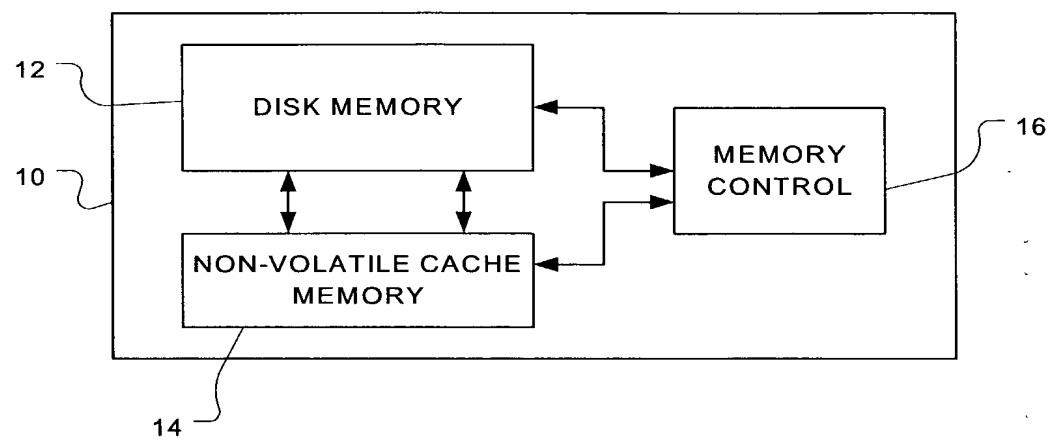 12
DISK MEMORY
16
MEMORY
CONTROL
10
NON-VOLATILE CACHE
MEMORY
14